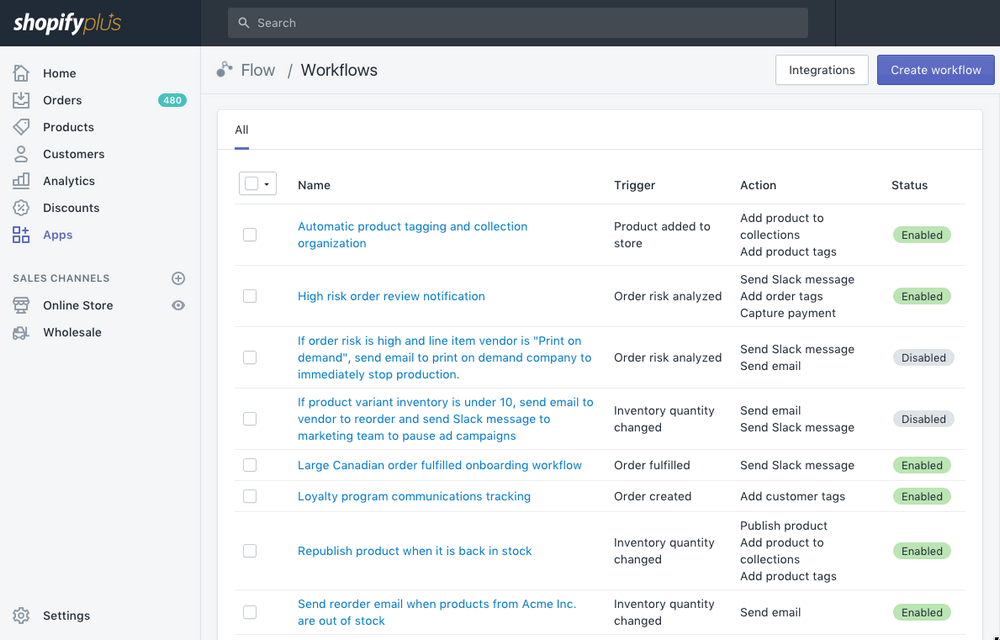 shopifyplus
Search
Flow / Workflows
Integrations
Create workflow
Home
Orders 480
Products
Customers
Analytics
Discounts
Apps
SALES CHANNELS
Online Store
Wholesale
Settings
All
Name Trigger Action Status
Automatic product tagging and collection
organization
Product added to
store
Add product to
collections
Add product tags
Enabled
High risk order review notification
Order risk analyzed
Send Slack message
Add order tags
Capture payment
Enabled
If order risk is high and line item vendor is "Print on
demand", send email to print on demand company to
immediately stop production.
Order risk analyzed
Send Slack message
Send email
Disabled
If product variant inventory is under 10, send email to
vendor to reorder and send Slack message to
marketing team to pause ad campaigns
Inventory quantity
changed
Send email
Send Slack message
Disabled
Large Canadian order fulfilled onboarding workflow
Order fulfilled
Send Slack message
Enabled
Loyalty program communications tracking
Order created
Add customer tags
Enabled
Republish product when it is back in stock
Inventory quantity
changed
Publish product
Add product to
collections
Add product tags
Enabled
Send reorder email when products from Acme Inc.
are out of stock
Inventory quantity
changed
Send email
Enabled